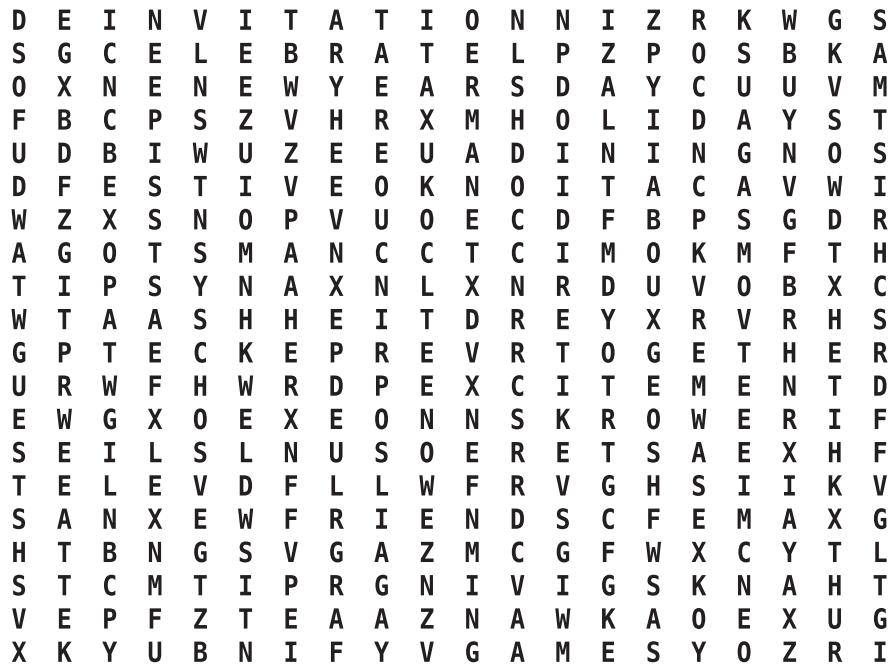 D E I N V I T A T I O N N I Z R K W G S
S G C E L E B R A T E L P Z P O S B K A
O X N E N E W Y E A R S D A Y C U U V M
F B C P S Z V H R X M H O L I D A Y S T
U D B I W U Z E E U A D I N I N G N O S
D F E S T I V E O K N O I T A C A V W I
W Z X S N O P V U O E C D F B P S G D R
A G O T S M A N C C T C I M O K M F T H
T I P S Y N A X N L X N R D U V O B X C
W T A A S H H E I T D R E Y X R V R H S
G P T E C K E P R E V R T O G E T H E R
U R W F H W R D P E X C I T E M E N T D
E W G X O E X E O N N S K R O W E R I F
S E I L S L N U S O E R E T S A E X H F
T E L E V D F L L W F R V G H S I I K V
S A N X E W F R I E N D S C F E M A X G
H T B N G S V G A Z M C G F W X C Y T L
S T C M T I P R G N I V I G S K N A H T
V E P F Z T E A A Z N A W K A O E X U G
X K Y U B N I F Y V G A M E S Y O Z R I